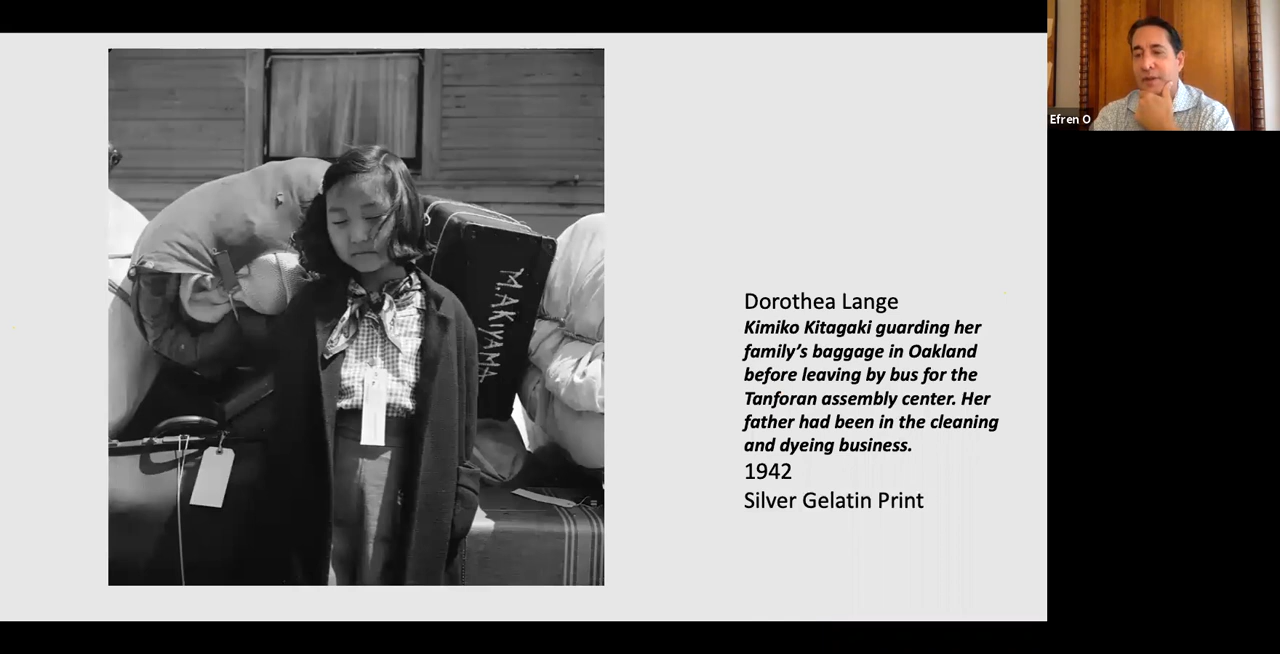 M.AKIYAMA
Dorothea Lange
Kimiko Kitagaki guarding her
family's baggage in Oakland
before leaving by bus for the
Tanforan assembly center. Her
father had been in the cleaning
and dyeing business.
1942
Silver Gelatin Print
Efren O